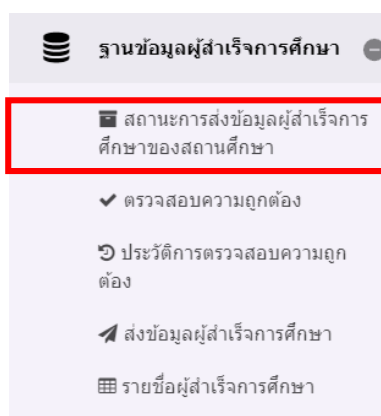 ฐานข้อมูลผู้สำเร็จการศึกษา
สถานะการส่งข้อมูลผู้สำเร็จการ
ศึกษาของสถานศึกษา
ตรวจสอบความถูกต้อง
ประวัติการตรวจสอบความถูก
ต้อง
ส่งข้อมูลผู้สำเร็จการศึกษา
รายชื่อผู้สำเร็จการศึกษา